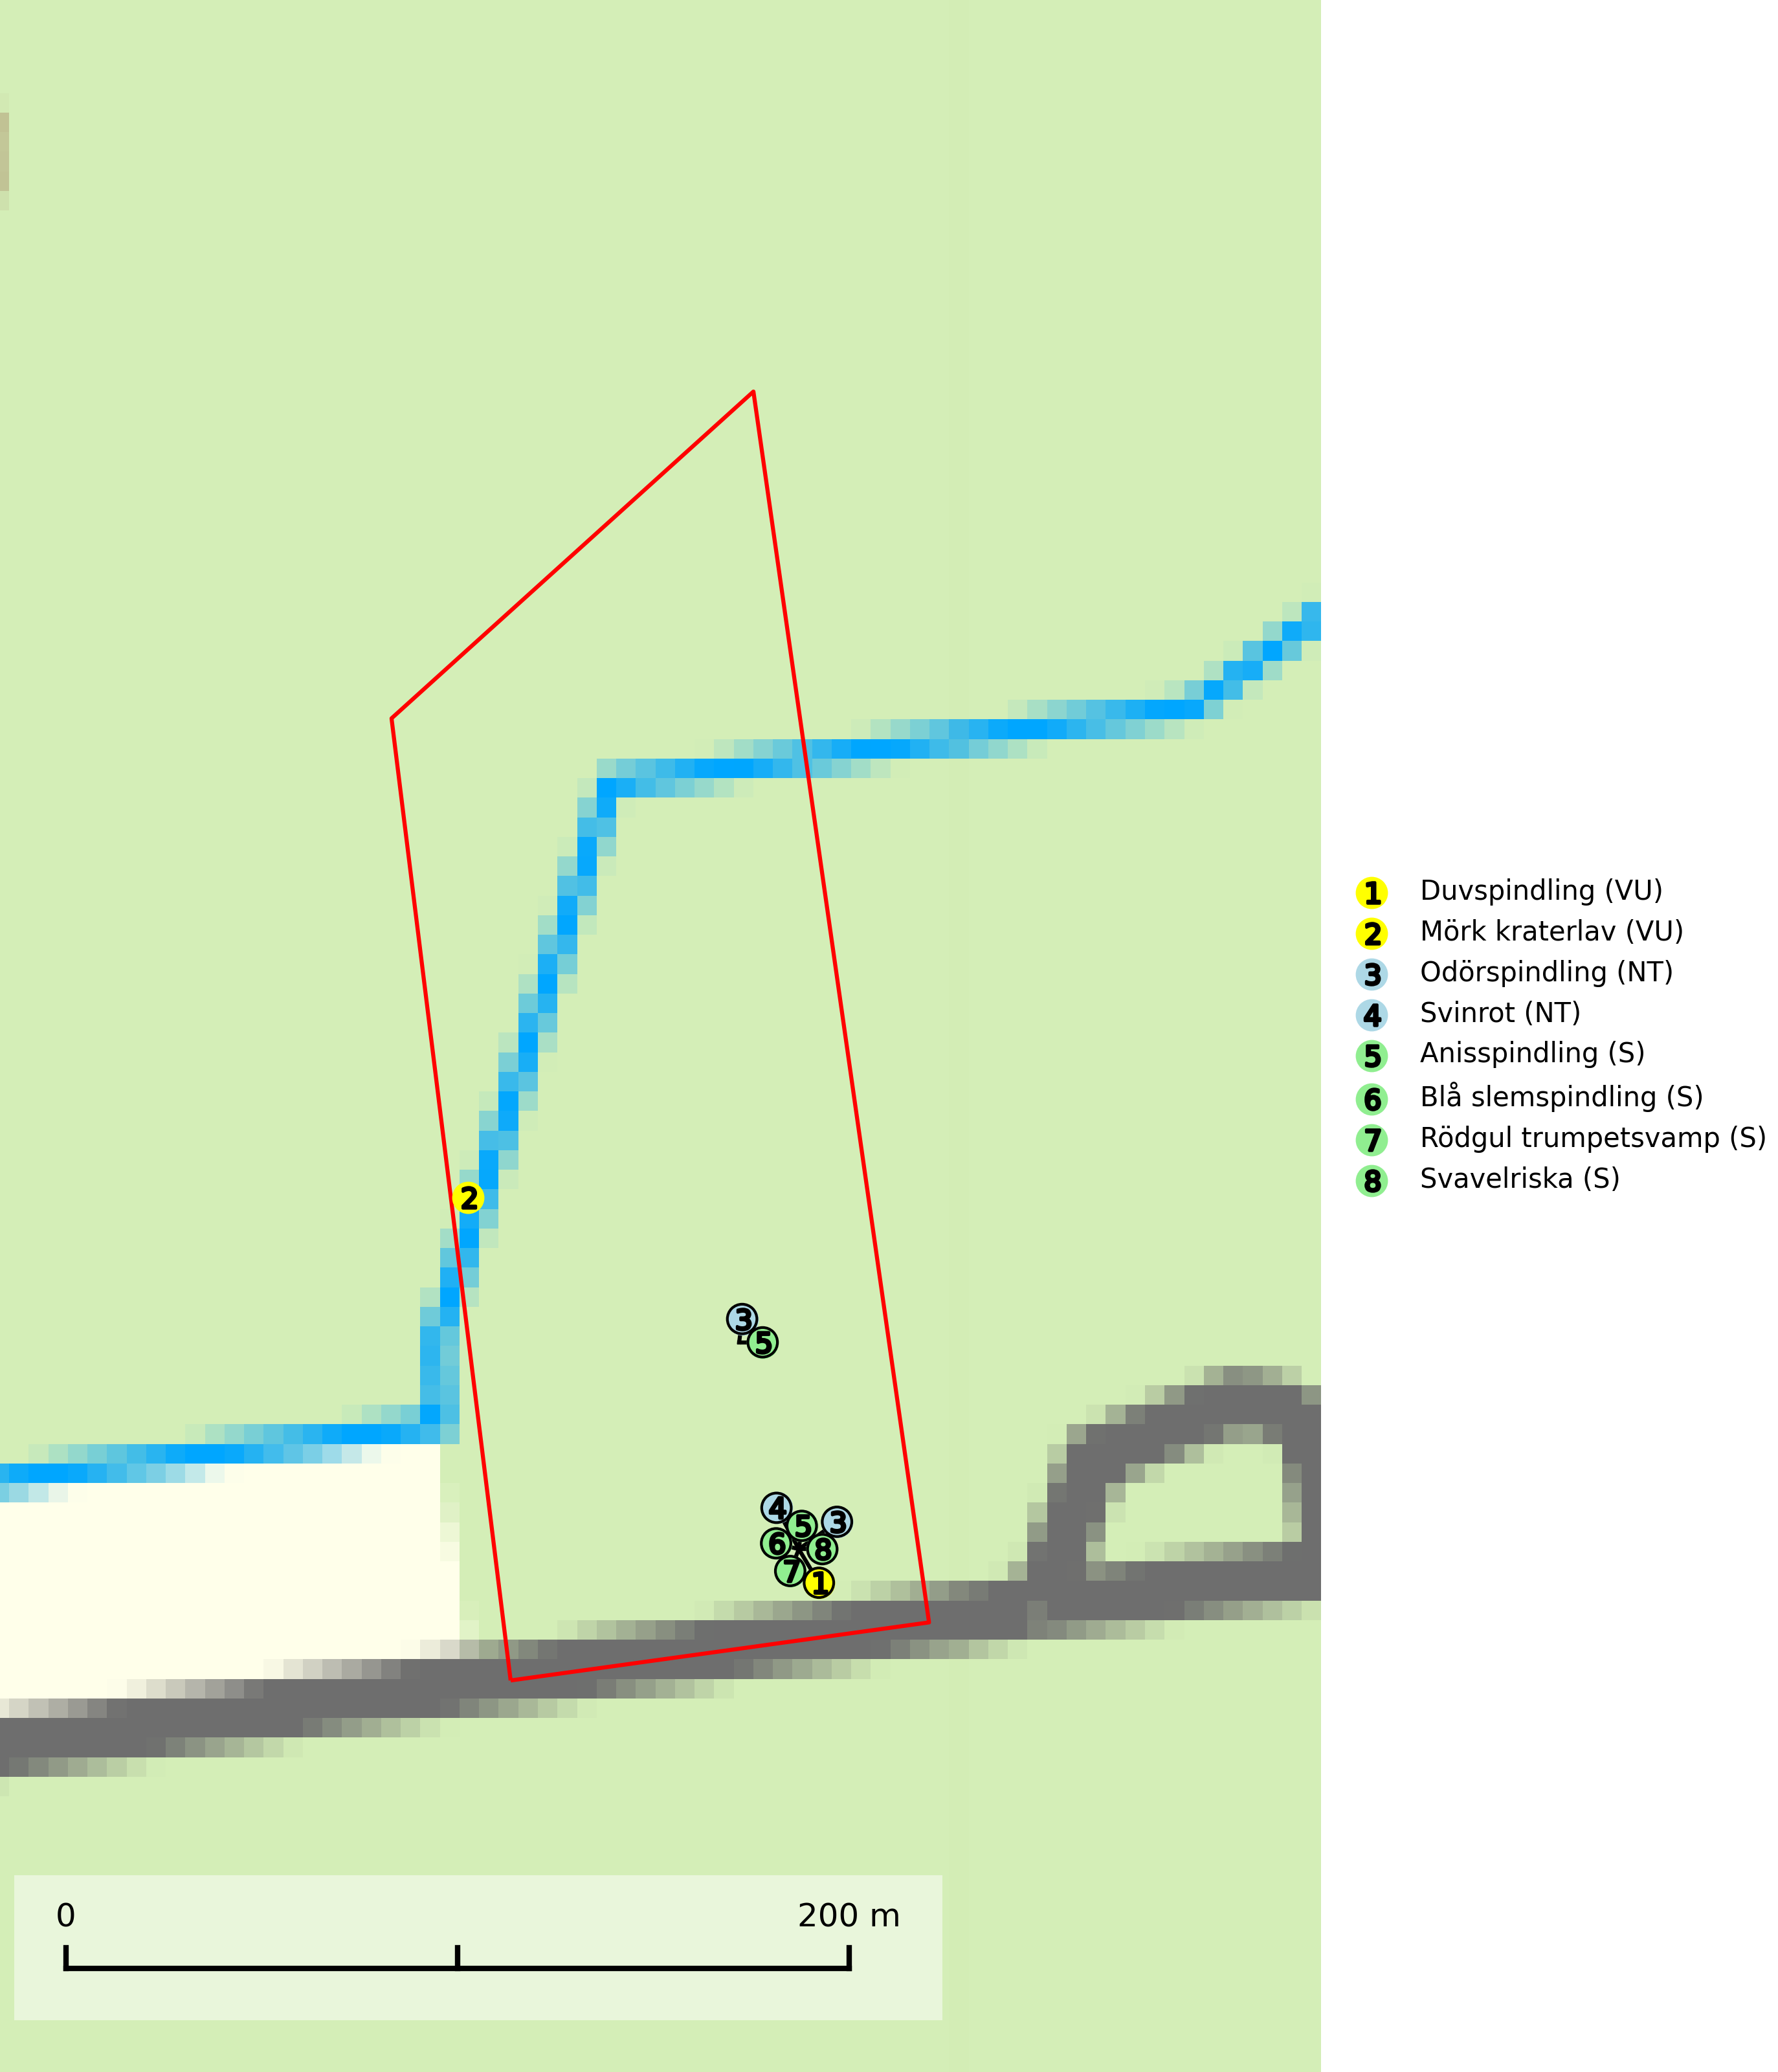 2
3
5
4
5
3
6
8
7
1
0 200 m
1 Duvspindling (VU)
2 Mörk kraterlav (VU)
3 Odörspindling (NT)
4 Svinrot (NT)
5 Anisspindling (S)
6 Blå slemspindling (S)
7 Rödgul trumpetsvamp (S)
8 Svavelriska (S)